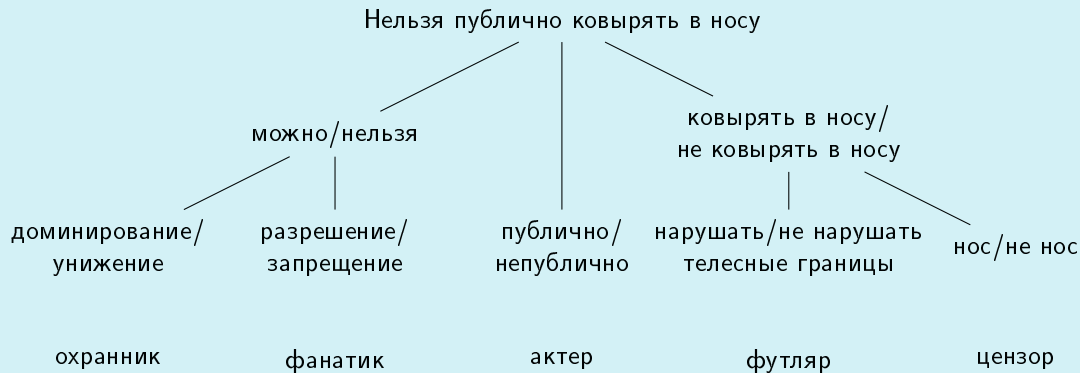 Нельзя публично ковырять в носу
можно/нельзя
ковырять в носу/
не ковырять в носу
доминирование/
унижение
разрешение/
запрещение
публично/
непублично
нарушать/не нарушать
телесные границы
нос/не нос
охранник
фанатик
актер
футляр
цензор